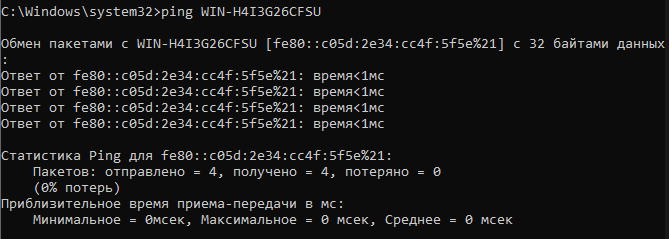 C:\Windows\system32>ping WIN-H4I3G26CFSU
Обмен пакетами с WIN-H4I3G26CFSU [fe80::c05d:2e34:cc4f:5f5e%21] с 32 байтами данных
:
Ответ от fe80::c05d:2e34:cc4f:5f5e%21: время<1мс
Ответ от fe80::c05d:2e34:cc4f:5f5e%21: время<1мс
Ответ от fe80::c05d:2e34:cc4f:5f5e%21: время<1мс
Ответ от fe80::c05d:2e34:cc4f:5f5e%21: время<1мс
Статистика Ping для fe80::c05d:2e34:cc4f:5f5e%21:
Пакетов: отправлено = 4, получено = 4, потеряно = 0
(0% потерь)
Приблизительное время приема-передачи в мс:
Минимальное = 0мсек, Максимальное = 0 мсек, Среднее = 0 мсек